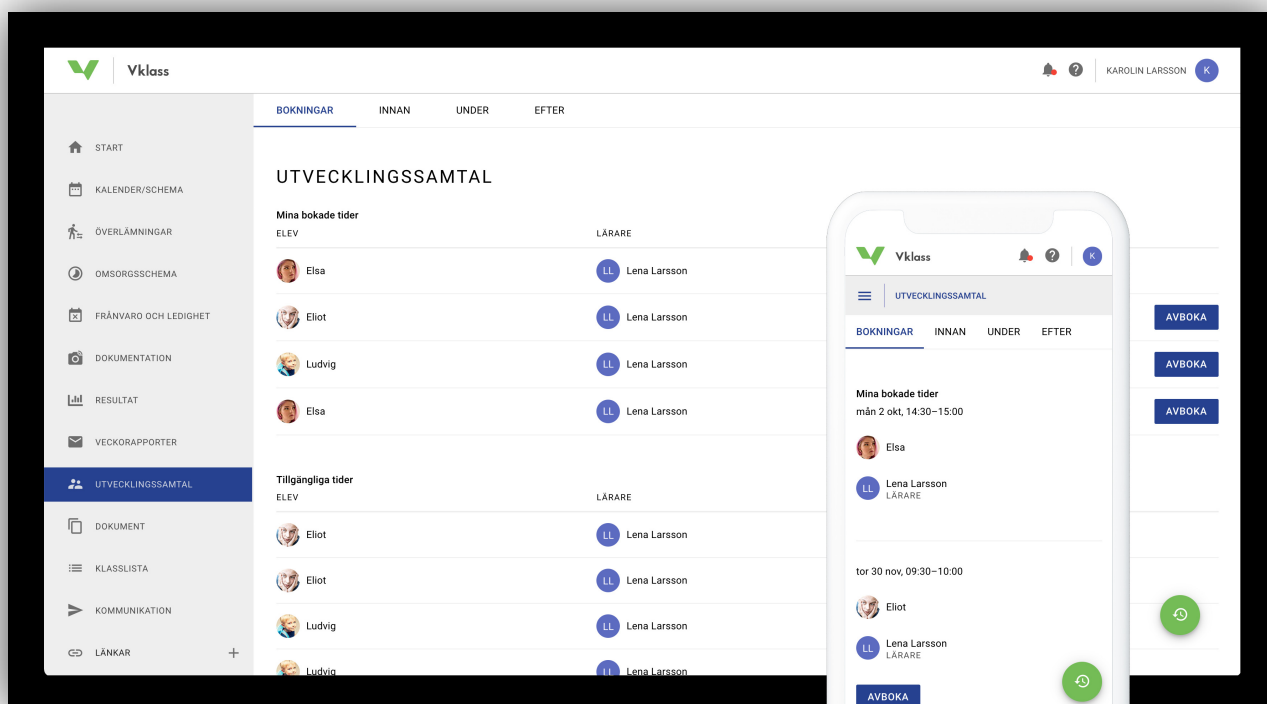 Vklass
KAROLIN LARSSON K
BOKNINGAR INNAN UNDER EFTER
START
KALENDER/SCHEMA
ÖVERLÄMNINGAR
OMSORGSSCHEMA
FRÅNVARO OCH LEDIGHET
DOKUMENTATION
RESULTAT
VECKORAPPORTER
UTVECKLINGSSAMTAL
DOKUMENT
KLASSLISTA
KOMMUNIKATION
LÄNKAR
UTVECKLINGSSAMTAL
Mina bokade tider
ELEV LÄRARE
Elsa LL Lena Larsson
Eliot LL Lena Larsson AVBOKA
Ludvig LL Lena Larsson AVBOKA
Elsa LL Lena Larsson AVBOKA
Tillgängliga tider
ELEV LÄRARE
Eliot LL Lena Larsson
Eliot LL Lena Larsson
Ludvig LL Lena Larsson
Ludvig LL Lena Larsson
Vklass K
UTVECKLINGSSAMTAL
BOKNINGAR INNAN UNDER EFTER
Mina bokade tider
mån 2 okt, 14:30–15:00
Elsa
LL Lena Larsson
LÄRARE
tor 30 nov, 09:30–10:00
Eliot
LL Lena Larsson
LÄRARE
AVBOKA